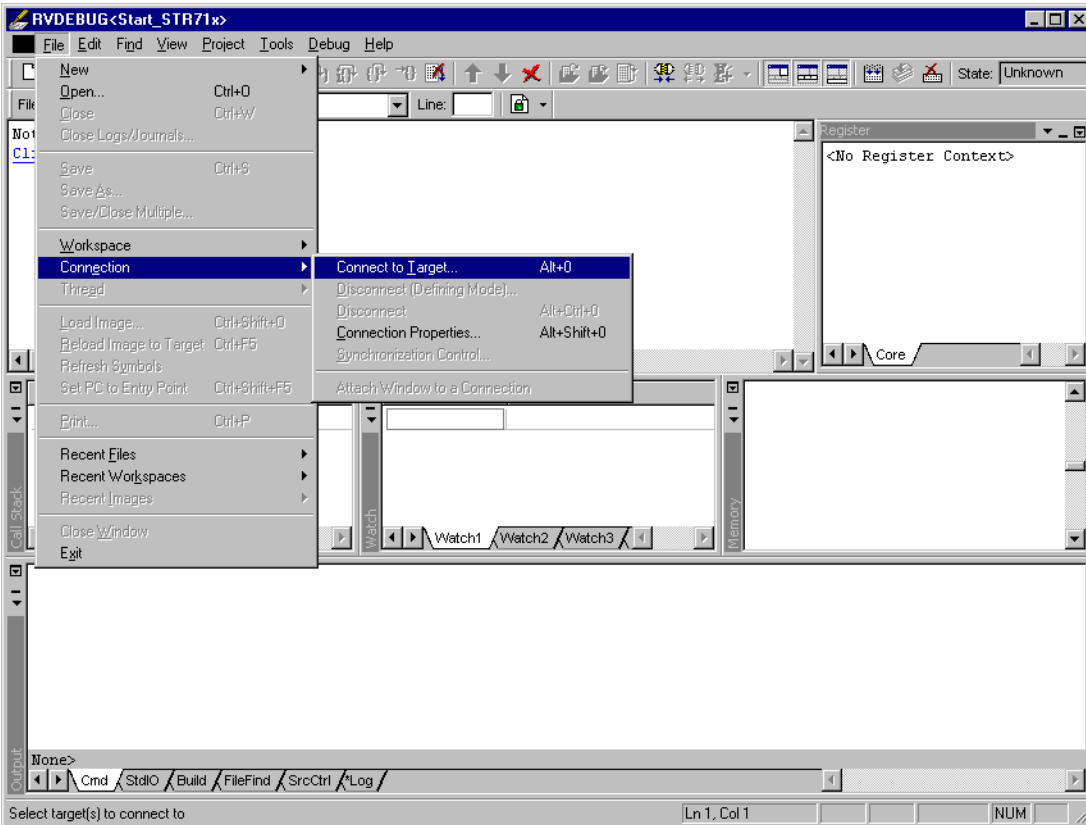 RVDEBUG<Start_STR71x>
File Edit Find View Project Tools Debug Help
State: Unknown
Line:
New
Open... Ctrl+O
Close Ctrl+W
Close Logs/Journals...
Save Ctrl+S
Save As...
Save/Close Multiple...
Workspace
Connection
Thread
Load Image... Ctrl+Shift+O
Reload Image to Target Ctrl+F5
Refresh Symbols
Set PC to Entry Point Ctrl+Shift+F5
Print... Ctrl+P
Recent Files
Recent Workspaces
Recent Images
Close Window
Exit
Connect to Target... Alt+0
Disconnect (Defining Mode)...
Disconnect Alt+Ctrl+0
Connection Properties... Alt+Shift+0
Synchronization Control...
Attach Window to a Connection
Register
<No Register Context>
Core
Call Stack
Watch
Watch1 Watch2 Watch3
Memory
Output
None>
Cmd StdIO Build FileFind SrcCtrl *Log
Select target(s) to connect to
Ln 1, Col 1
NUM